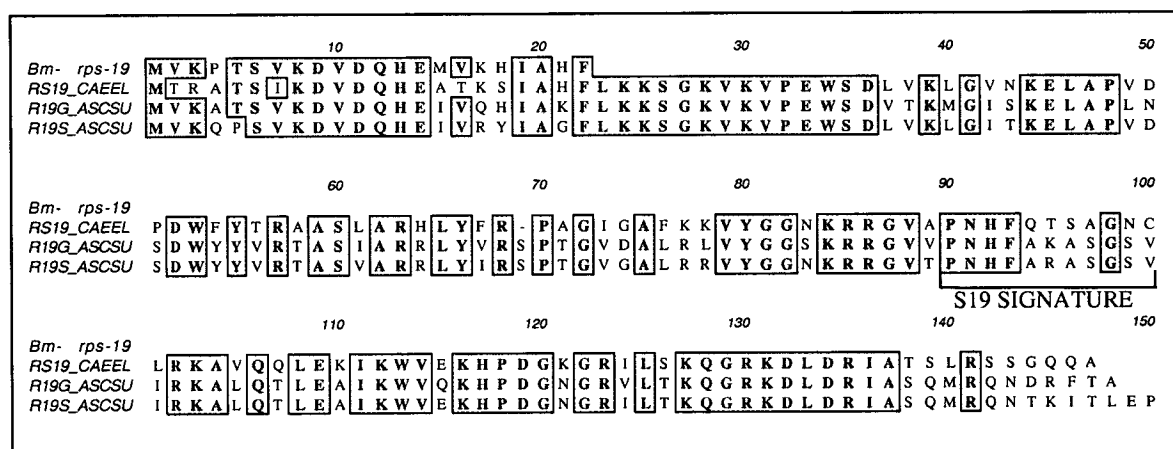 10 20 30 40 50
Bm- rps-19 M V K P T S V K D V D Q H E M V K H I A H F
RS19_CAEEL M T R A T S I K D V D Q H E A T K S I A H F L K K S G K V K V P E W S D L V K L G V N K E L A P V D
R19G_ASCSU M V K A T S V K D V D Q H E I V Q H I A K F L K K S G K V K V P E W S D V T K M G I S K E L A P L N
R19S_ASCSU M V K Q P S V K D V D Q H E I V R Y I A G F L K K S G K V K V P E W S D L V K L G I T K E L A P V D
60 70 80 90 100
Bm- rps-19
RS19_CAEEL P D W F Y T R A A S L A R H L Y F R - P A G I G A F K K V Y G G N K R R G V A P N H F Q T S A G N C
R19G_ASCSU S D W Y Y V R T A S I A R R L Y V R S P T G V D A L R L V Y G G S K R R G V V P N H F A K A S G S V
R19S_ASCSU S D W Y Y V R T A S V A R R L Y I R S P T G V G A L R R V Y G G N K R R G V T P N H F A R A S G S V
S19 SIGNATURE
110 120 130 140 150
Bm- rps-19
RS19_CAEEL L R K A V Q Q L E K I K W V E K H P D G K G R I L S K Q G R K D L D R I A T S L R S S G Q Q A
R19G_ASCSU I R K A L Q T L E A I K W V Q K H P D G N G R V L T K Q G R K D L D R I A S Q M R Q N D R F T A
R19S_ASCSU I R K A L Q T L E A I K W V E K H P D G N G R I L T K Q G R K D L D R I A S Q M R Q N T K I T L E P